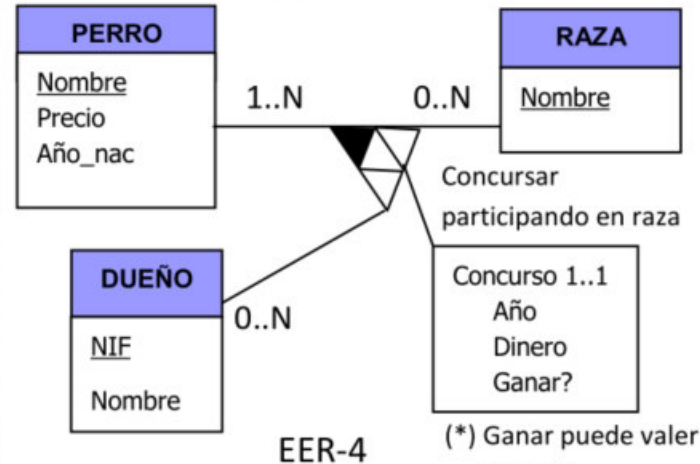 PERRO
Nombre
Precio
Año_nac
1..N
0..N
RAZA
Nombre
Concursar
participando en raza
DUEÑO
NIF
Nombre
0..N
Concurso 1..1
Año
Dinero
Ganar?
EER-4
(*) Ganar puede valer